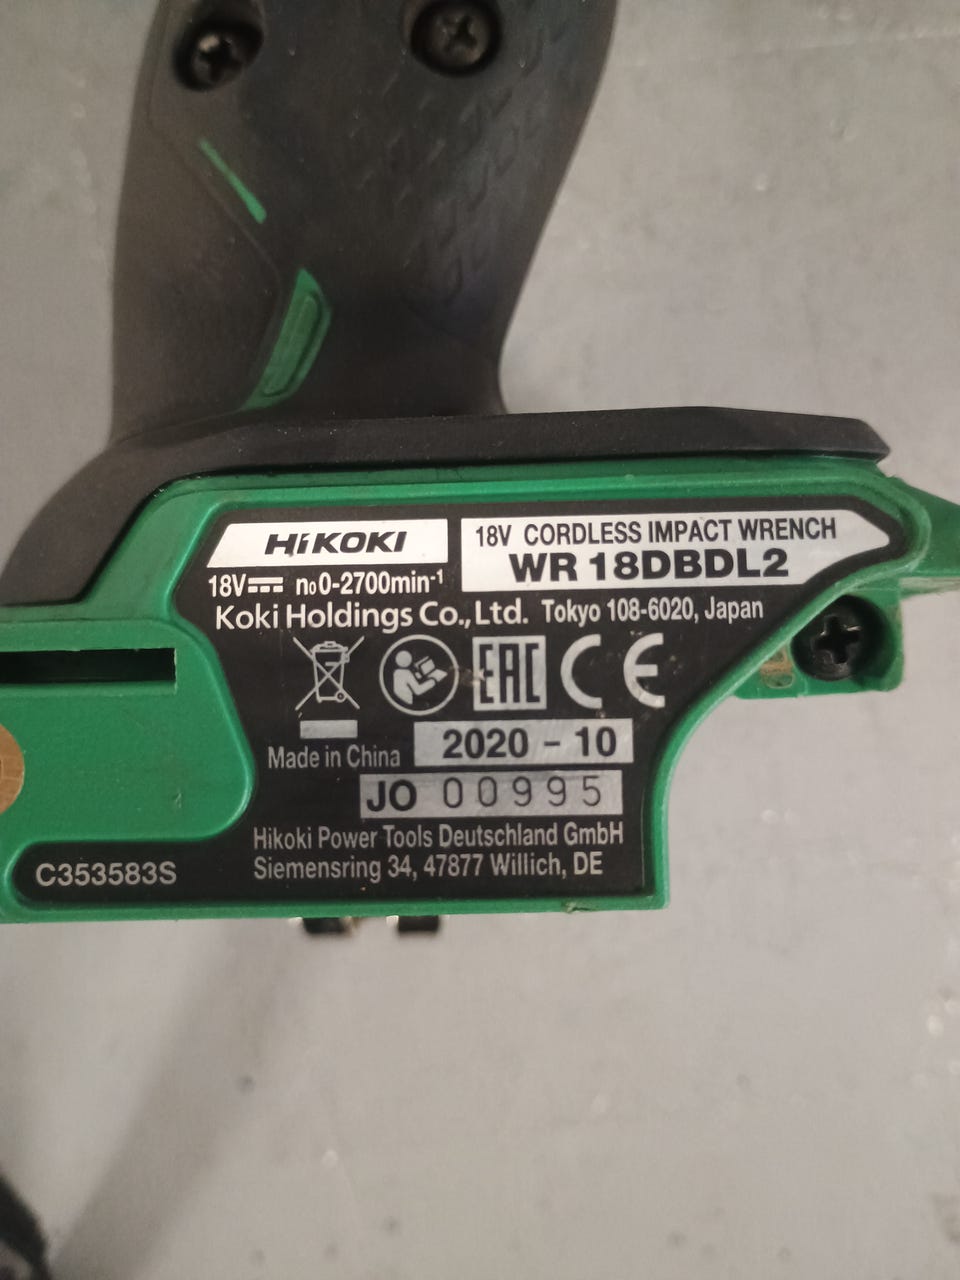 HiKOKI
18V CORDLESS IMPACT WRENCH
WR 18DBDL2
18V n₀0-2700min⁻¹
Koki Holdings Co.,Ltd. Tokyo 108-6020, Japan
EAC CE
Made in China 2020 - 10
JO 00995
Hikoki Power Tools Deutschland GmbH
Siemensring 34, 47877 Willich, DE
C353583S